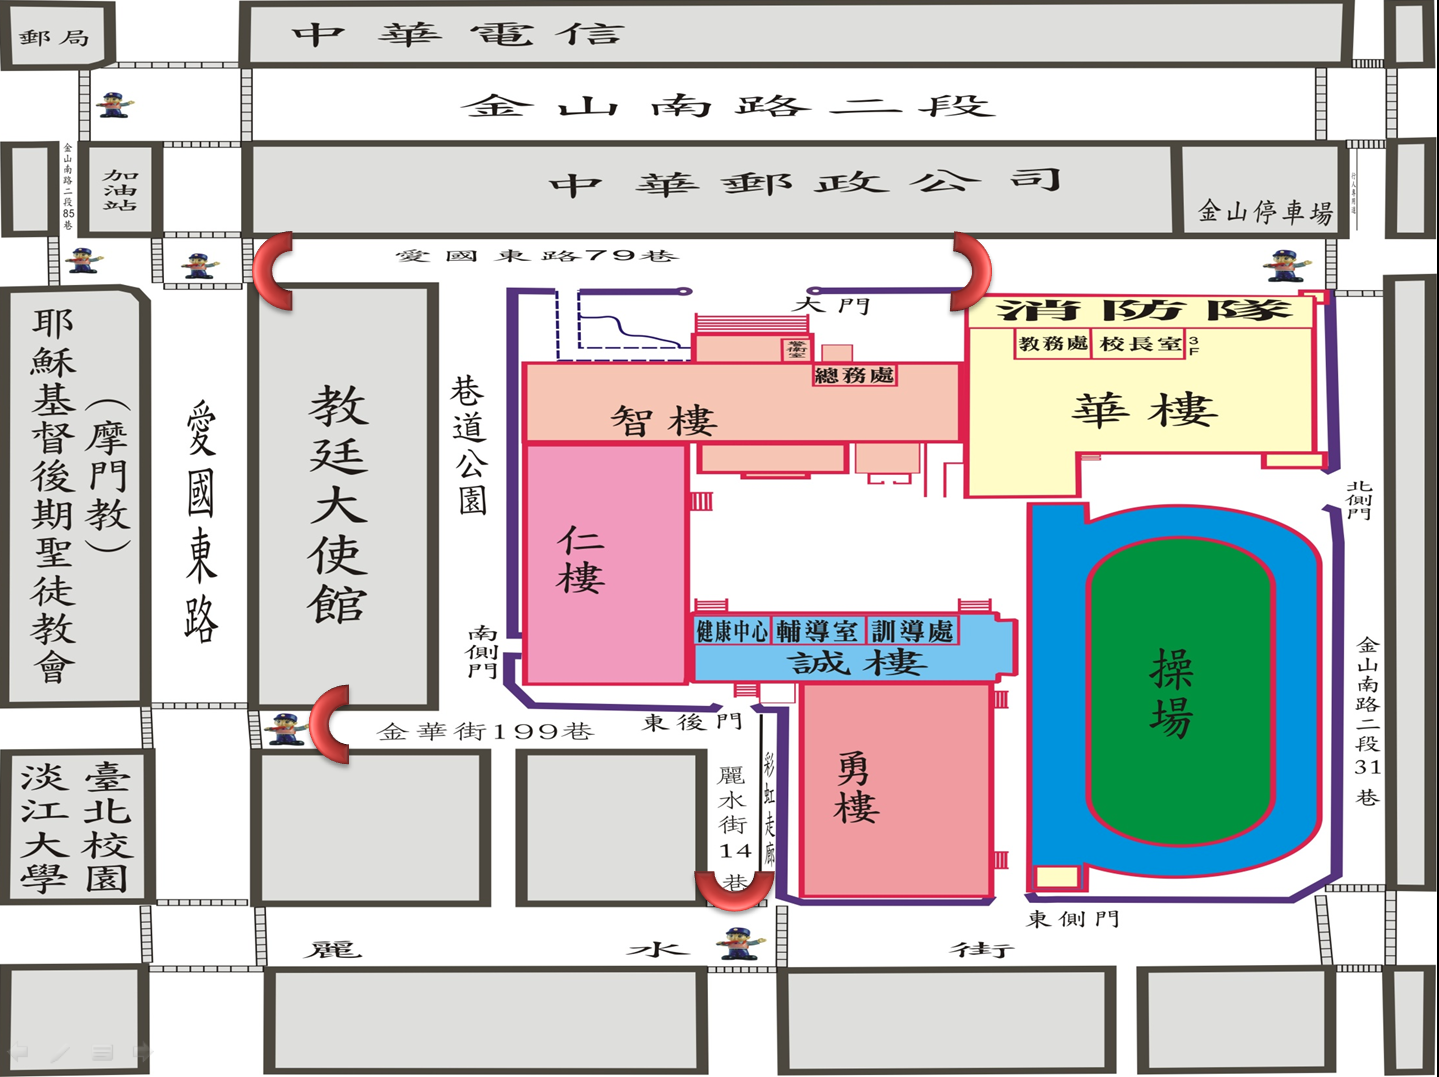 郵局
中華電信
金山南路二段
金山南路二段85巷
加油站
中華郵政公司
金山停車場
愛國東路79巷
大門
消防隊
教務處
校長室
3F
警衛室
總務處
智樓
華樓
耶穌基督後期聖徒教會
（摩門教）
愛國東路
教廷大使館
巷道公園
仁樓
北側門
南側門
健康中心
輔導室
訓導處
誠樓
操場
金山南路二段31巷
東後門
金華街199巷
麗水街14巷
彩虹走廊
勇樓
臺北校園
淡江大學
東側門
麗水街